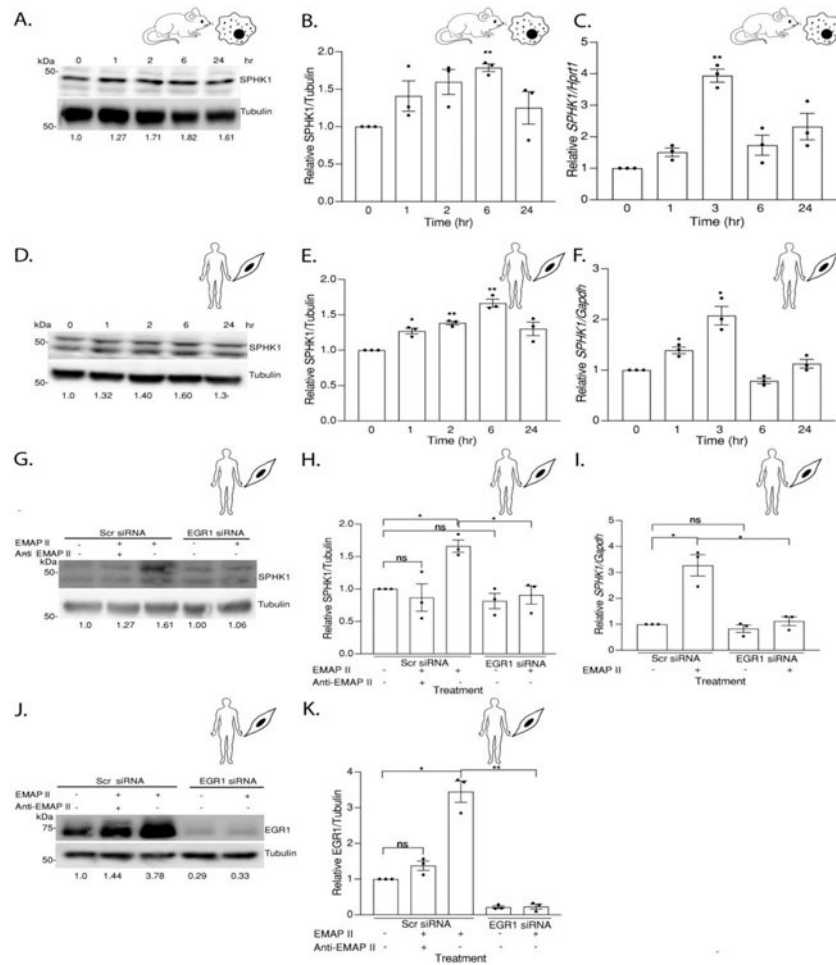 A.
kDa 0 1 2 6 24 hr
50-
SPHK1
50-
Tubulin
1.0 1.27 1.71 1.82 1.61
B.
Relative SPHK1/Tubulin
2.0
1.5
1.0
0.5
0.0
**
0 1 2 6 24
Time (hr)
C.
Relative SPHK1/Hprt1
5
4
3
2
1
0
**
0 1 3 6 24
Time (hr)
D.
kDa 0 1 2 6 24 hr
50-
SPHK1
50-
Tubulin
1.0 1.32 1.40 1.60 1.3-
E.
Relative SPHK1/Tubulin
2.0
1.5
1.0
0.5
0.0
* ** **
0 1 2 6 24
Time (hr)
F.
Relative SPHK1/Gapdh
5
4
3
2
1
0
* *
0 1 3 6 24
Time (hr)
G.
Scr siRNA EGR1 siRNA
EMAP II - + + - +
Anti EMAP II - + - - -
kDa
50-
SPHK1
50-
Tubulin
1.0 1.27 1.61 1.00 1.06
H.
Relative SPHK1/Tubulin
2.0
1.5
1.0
0.5
0.0
* *
ns
ns
Scr siRNA EGR1 siRNA
EMAP II - + + - +
Anti-EMAP II - + - - -
Treatment
I.
Relative SPHK1/Gapdh
5
4
3
2
1
0
ns
* *
Scr siRNA EGR1 siRNA
EMAP II - + - +
Treatment
J.
Scr siRNA EGR1 siRNA
EMAP II - + + - +
Anti-EMAP II - + - - -
kDa
75-
EGR1
50-
Tubulin
1.0 1.44 3.78 0.29 0.33
K.
Relative EGR1/Tubulin
4
3
2
1
0
* **
ns
Scr siRNA EGR1 siRNA
EMAP II - + + - +
Anti-EMAP II - + - - -
Treatment